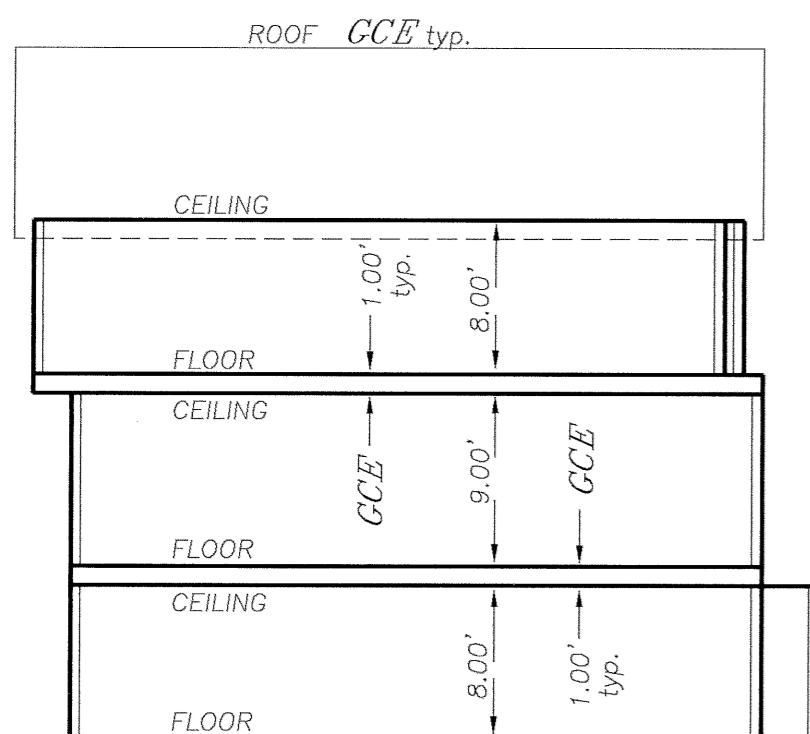 ROOF GCE typ.
CEILING
1.00'
typ.
8.00'
FLOOR
CEILING
GCE
9.00'
GCE
FLOOR
CEILING
8.00'
1.00'
typ.
FLOOR